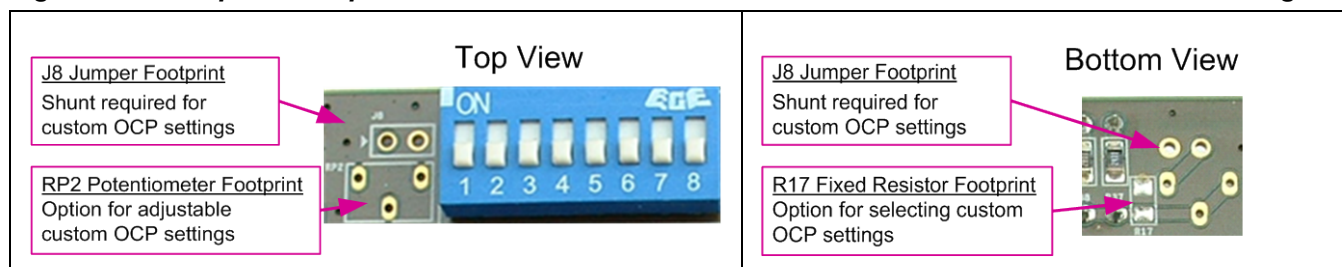 Top View
J8 Jumper Footprint
Shunt required for
custom OCP settings
RP2 Potentiometer Footprint
Option for adjustable
custom OCP settings
J8
RP2
ON
EGE
1 2 3 4 5 6 7 8
Bottom View
J8 Jumper Footprint
Shunt required for
custom OCP settings
R17 Fixed Resistor Footprint
Option for selecting custom
OCP settings
R17